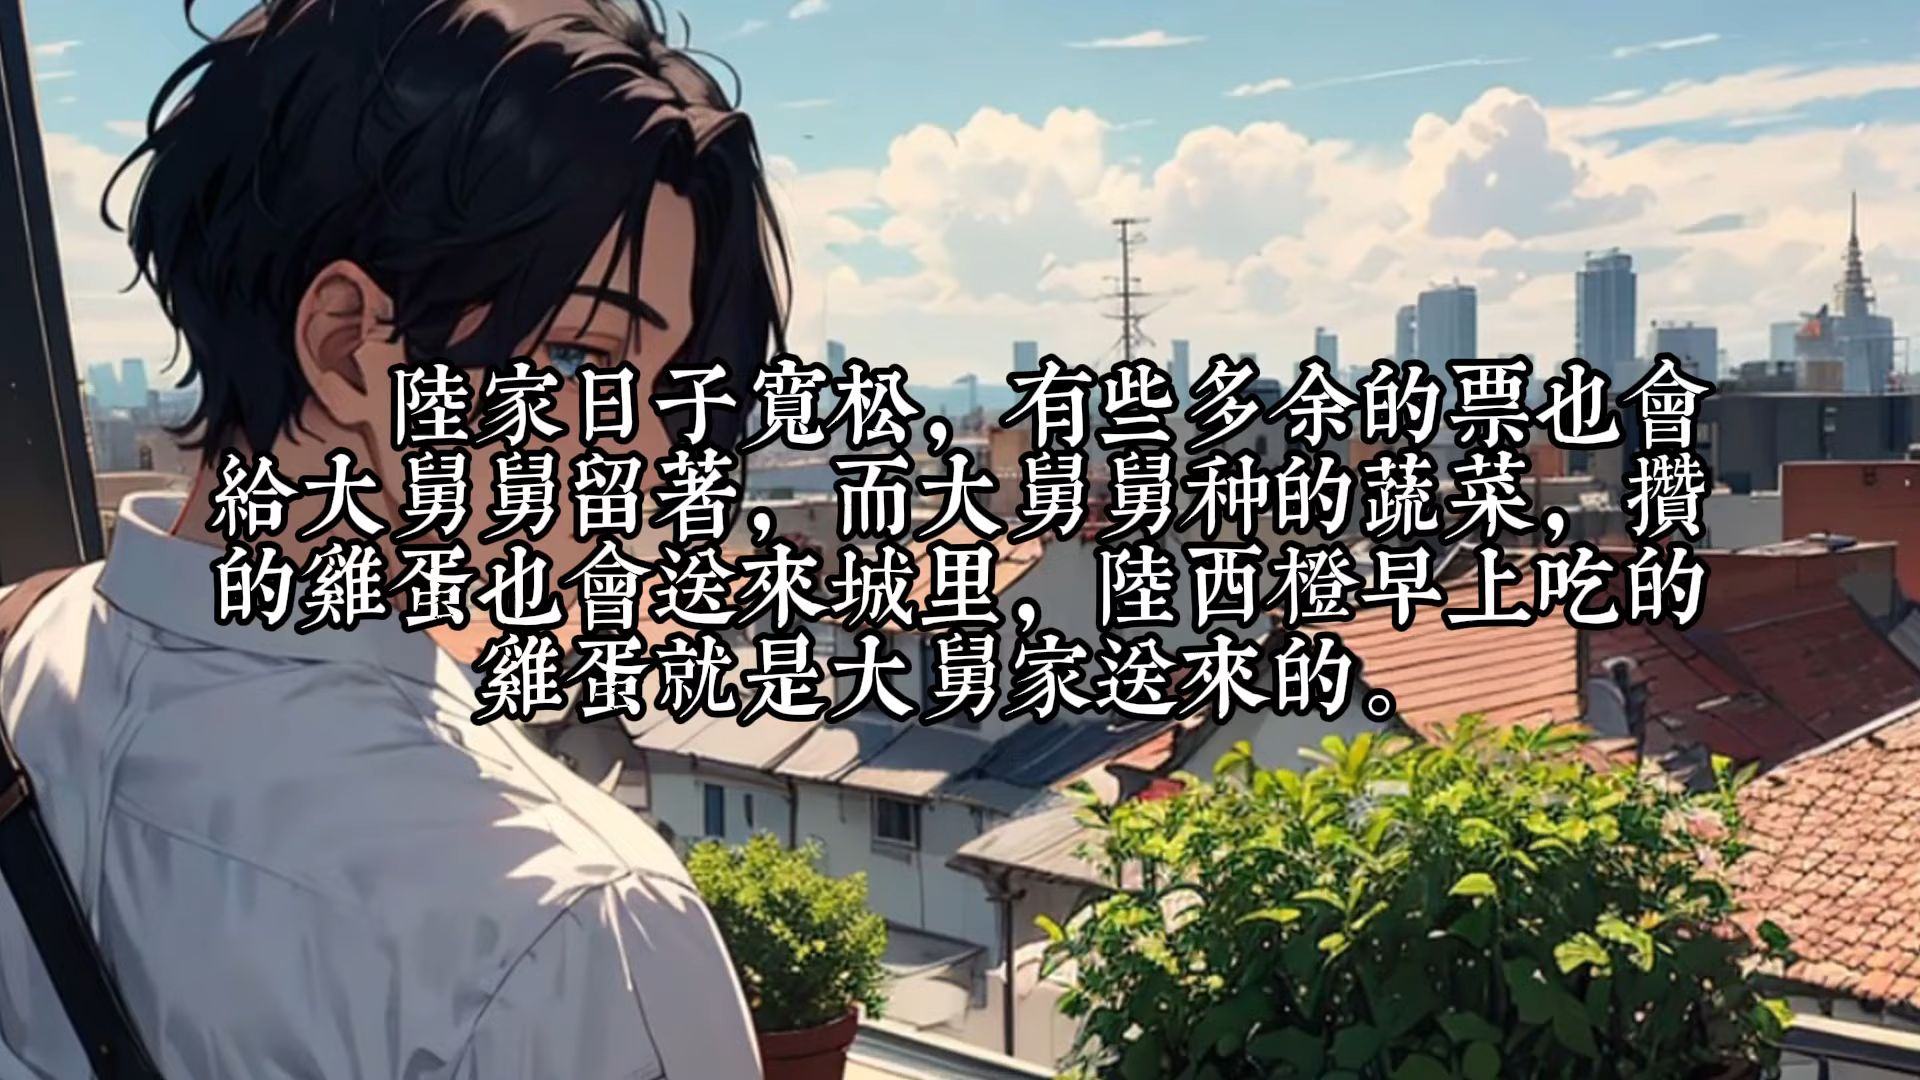 陸家日子寬松，有些多余的票也會
給大舅舅留著，而大舅舅种的蔬菜，攢
的雞蛋也會送來城里，陸西橙早上吃的
雞蛋就是大舅家送來的。